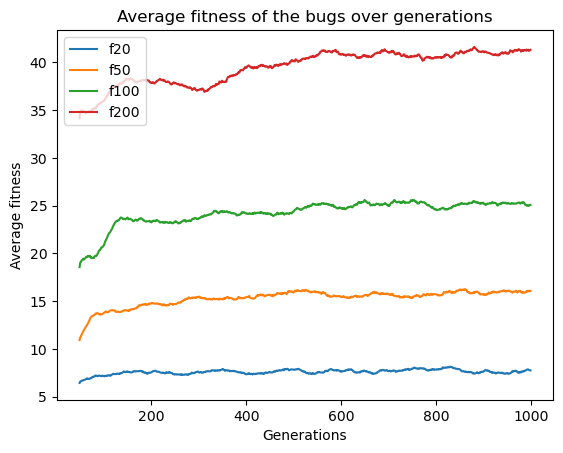 Average fitness of the bugs over generations
f20
f50
f100
f200
Average fitness
40
35
30
25
20
15
10
5
200
400
600
800
1000
Generations